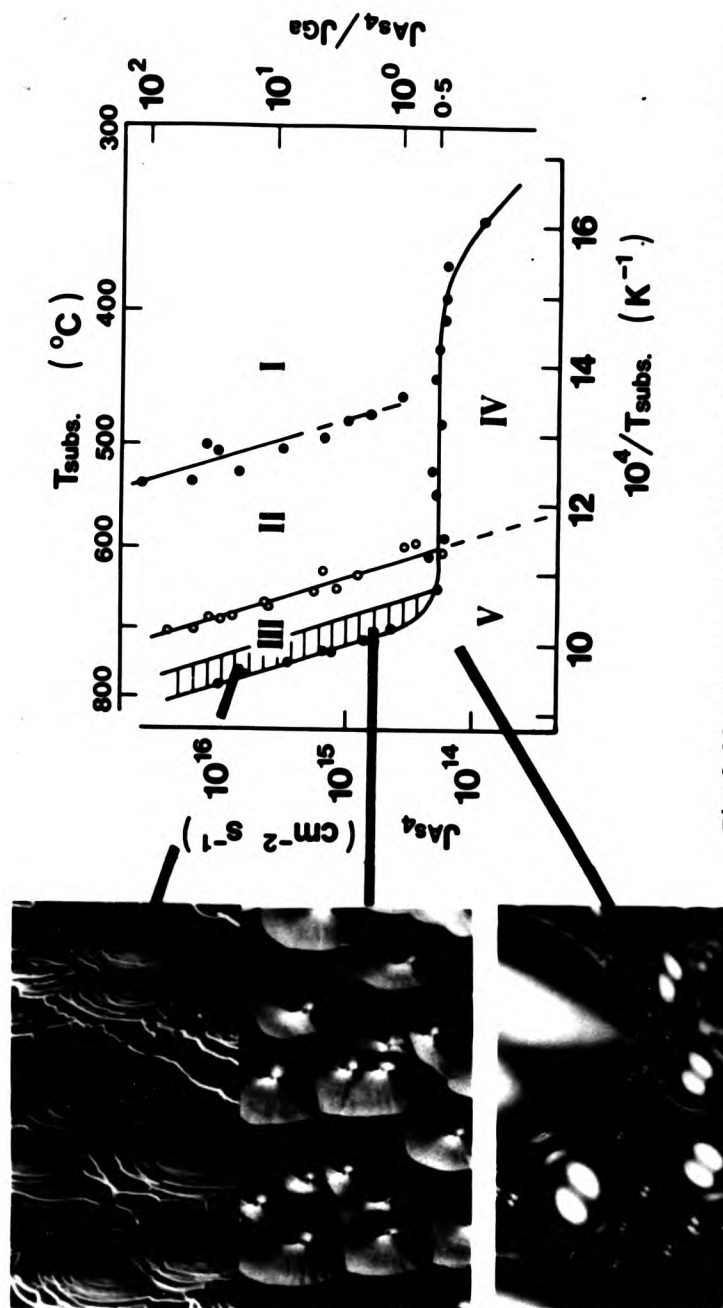 Tsubs. (°C)
800 600 500 400 300
10¹⁶
10¹⁵
10¹⁴
JAs₄ (cm⁻² s⁻¹)
10²
10¹
10⁰
0·5
JAs₄/JGa
I
II
III
IV
V
10 12 14 16
10⁴/Tsubs. (K⁻¹)